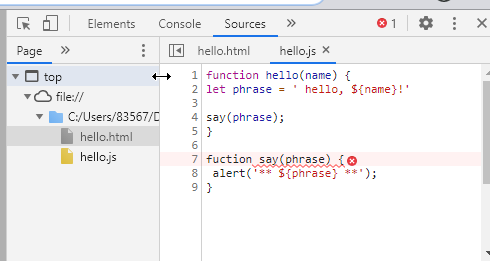 Elements Console Sources » 1
Page » hello.html hello.js ×
top
file://
C:/Users/83567/D
hello.html
hello.js
1 function hello(name) {
2 let phrase = ' hello, ${name}!'
3
4 say(phrase);
5 }
6
7 fuction say(phrase) {
8 alert('** ${phrase} **');
9 }